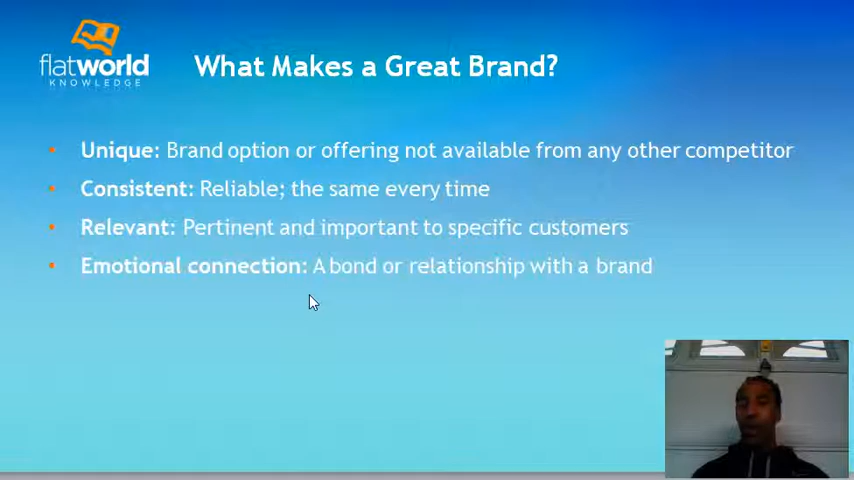 flatworld
KNOWLEDGE
What Makes a Great Brand?
• Unique: Brand option or offering not available from any other competitor
• Consistent: Reliable; the same every time
• Relevant: Pertinent and important to specific customers
• Emotional connection: A bond or relationship with a brand